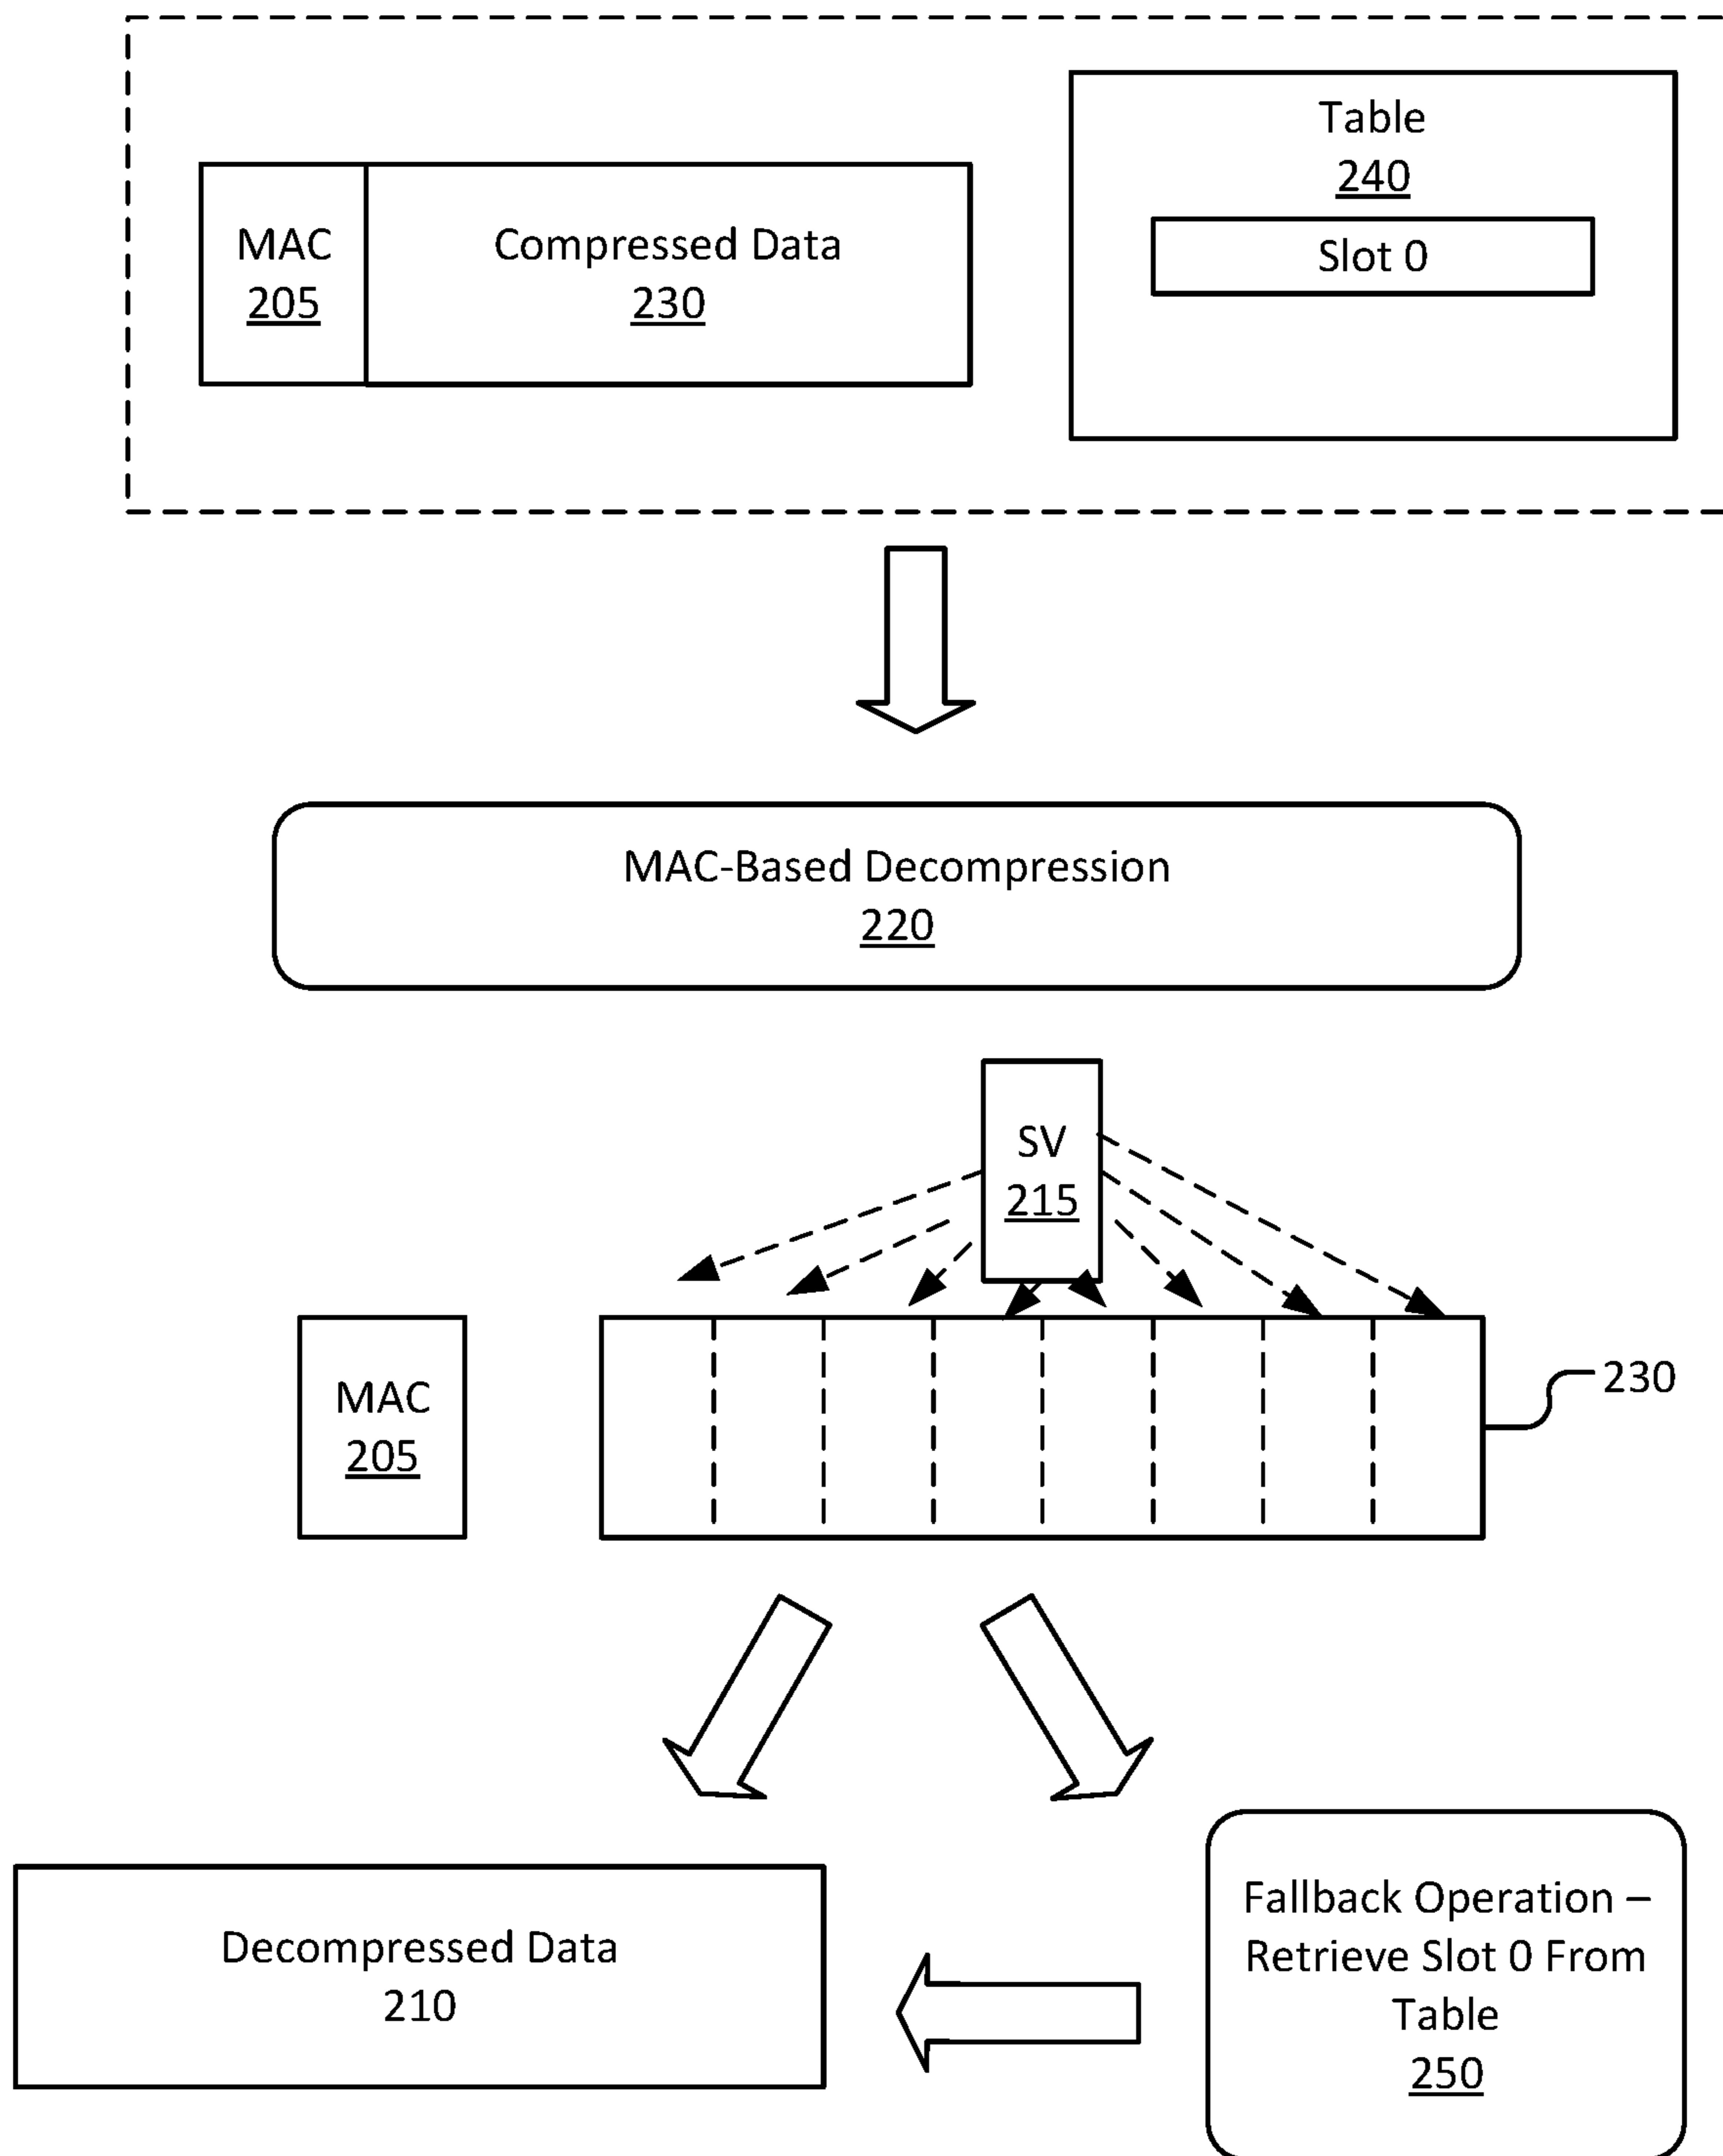 Table
240
Slot 0
MAC
205
Compressed Data
230
MAC-Based Decompression
220
SV
215
MAC
205
230
Decompressed Data
210
Fallback Operation –
Retrieve Slot 0 From
Table
250